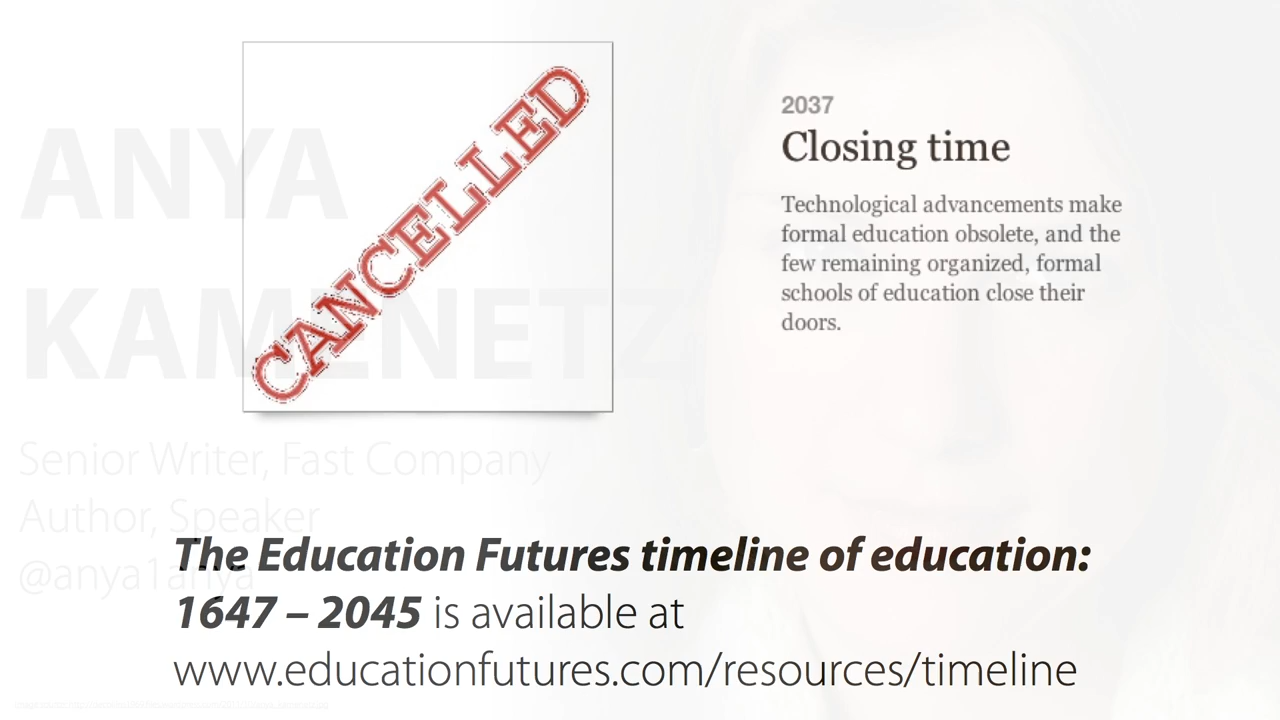 ANYA
KAMENETZ
Senior Writer, Fast Company
Author, Speaker
@anya1anya
CANCELLED
2037
Closing time
Technological advancements make
formal education obsolete, and the
few remaining organized, formal
schools of education close their
doors.
The Education Futures timeline of education:
1647 – 2045 is available at
www.educationfutures.com/resources/timeline